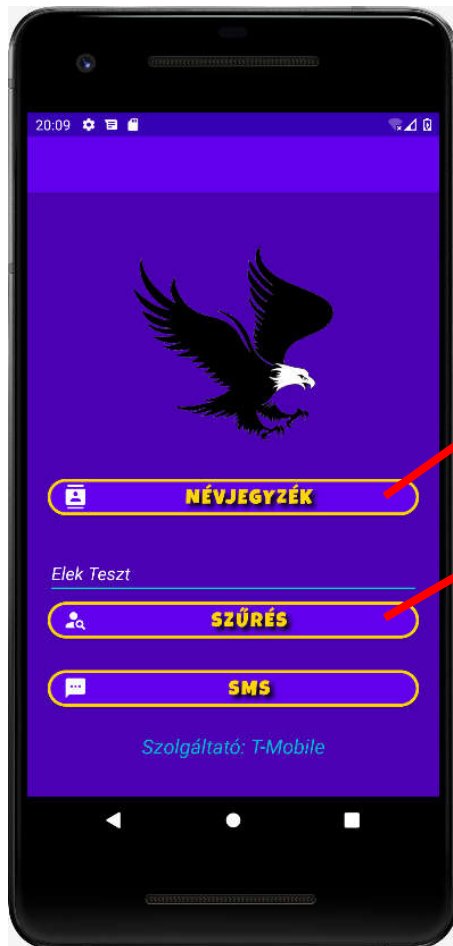 20:09
NÉVJEGYZÉK
Elek Teszt
SZŰRÉS
SMS
Szolgáltató: T-Mobile